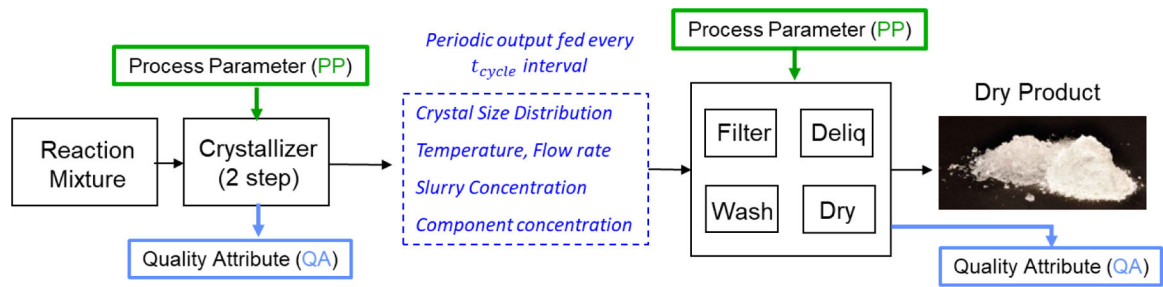 Process Parameter (PP)
Reaction
Mixture
Crystallizer
(2 step)
Quality Attribute (QA)
Periodic output fed every
t_cycle interval
Crystal Size Distribution
Temperature, Flow rate
Slurry Concentration
Component concentration
Process Parameter (PP)
Filter
Deliq
Wash
Dry
Dry Product
Quality Attribute (QA)